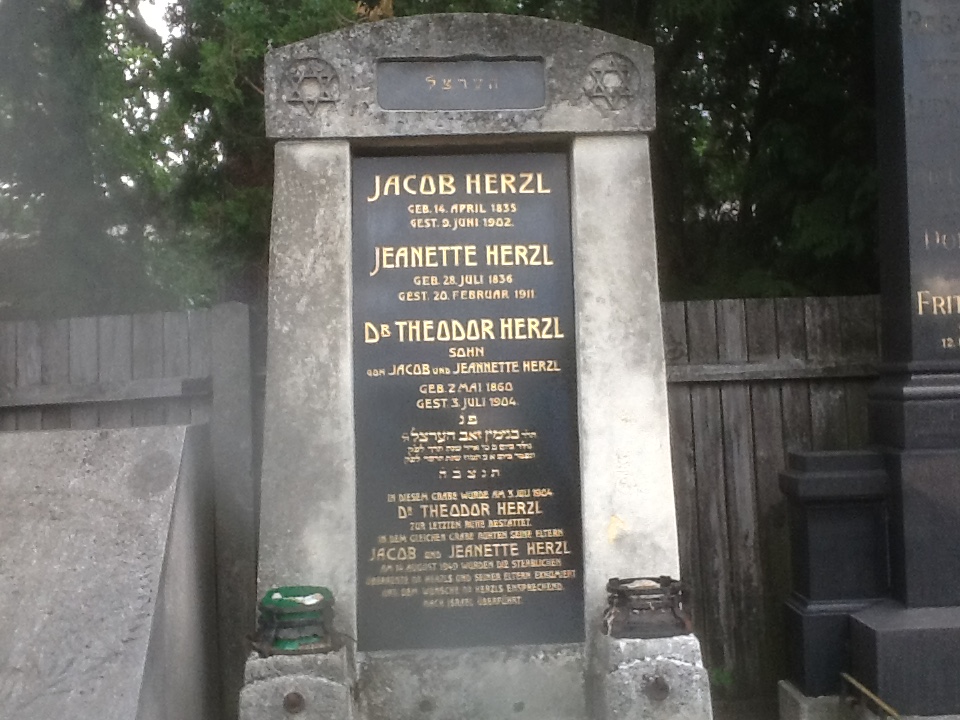 הערצל
JACOB HERZL
GEB. 14. APRIL 1835
GEST. 9. JUNI 1902.
JEANETTE HERZL
GEB. 28. JULI 1836
GEST. 20. FEBRUAR 1911
DR THEODOR HERZL
SOHN
VON JACOB UND JEANNETTE HERZL
GEB. 2 MAI 1860
GEST. 3. JULI 1904.
פ נ
בנימין זאב הערצל
ת נ צ ב ה
IN DIESEM GRABE WURDE AM 3. JULI 1904
DR THEODOR HERZL
ZUR LETZTEN RUHE BESTATTET.
IN DEM GLEICHEN GRABE RUHTEN SEINE ELTERN
JACOB UND JEANETTE HERZL
AM 14. AUGUST 1949 WURDEN DIE STERBLICHEN
ÜBERRESTE DR HERZLS UND SEINER ELTERN EXHUMIERT
UND DEM WUNSCHE DR HERZLS ENTSPRECHEND
NACH ISRAEL ÜBERFÜHRT.